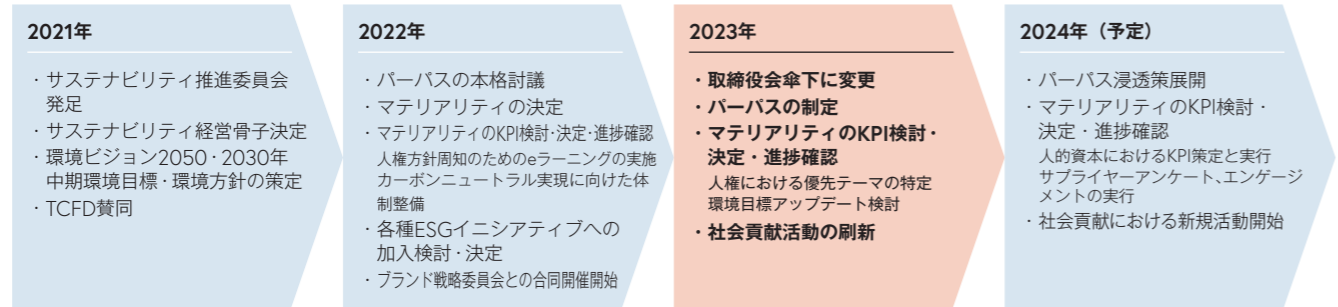 2021年
・サステナビリティ推進委員会
発足
・サステナビリティ経営骨子決定
・環境ビジョン2050・2030年
中期環境目標・環境方針の策定
・TCFD賛同
2022年
・パーパスの本格討議
・マテリアリティの決定
・マテリアリティのKPI検討・決定・進捗確認
人権方針周知のためのeラーニングの実施
カーボンニュートラル実現に向けた体
制整備
・各種ESGイニシアティブへの
加入検討・決定
・ブランド戦略委員会との合同開催開始
2023年
・取締役会傘下に変更
・パーパスの制定
・マテリアリティのKPI検討・
決定・進捗確認
人権における優先テーマの特定
環境目標アップデート検討
・社会貢献活動の刷新
2024年（予定）
・パーパス浸透策展開
・マテリアリティのKPI検討・
決定・進捗確認
人的資本におけるKPI策定と実行
サプライヤーアンケート、エンゲージ
メントの実行
・社会貢献における新規活動開始